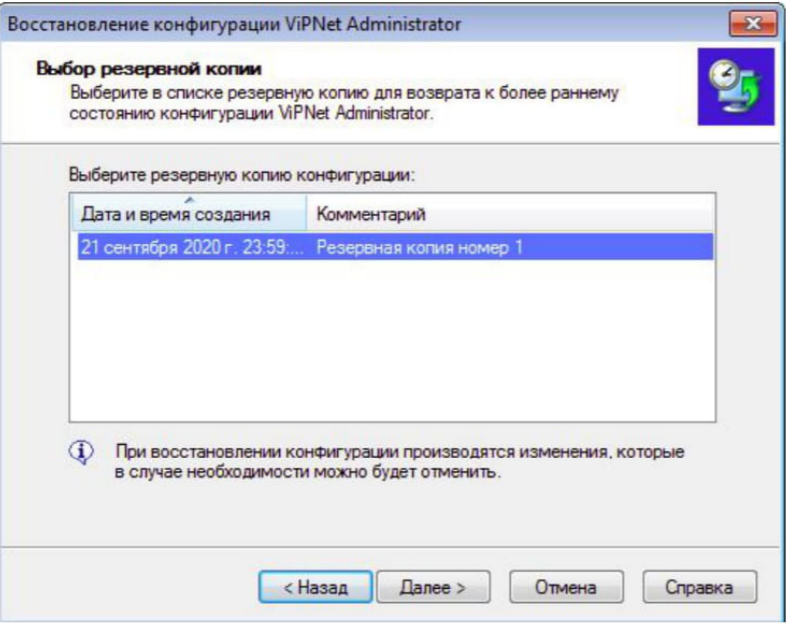 Восстановление конфигурации ViPNet Administrator
Выбор резервной копии
Выберите в списке резервную копию для возврата к более раннему
состоянию конфигурации ViPNet Administrator.
Выберите резервную копию конфигурации:
Дата и время создания Комментарий
21 сентября 2020 г. 23:59:... Резервная копия номер 1
При восстановлении конфигурации производятся изменения, которые
в случае необходимости можно будет отменить.
< Назад Далее > Отмена Справка